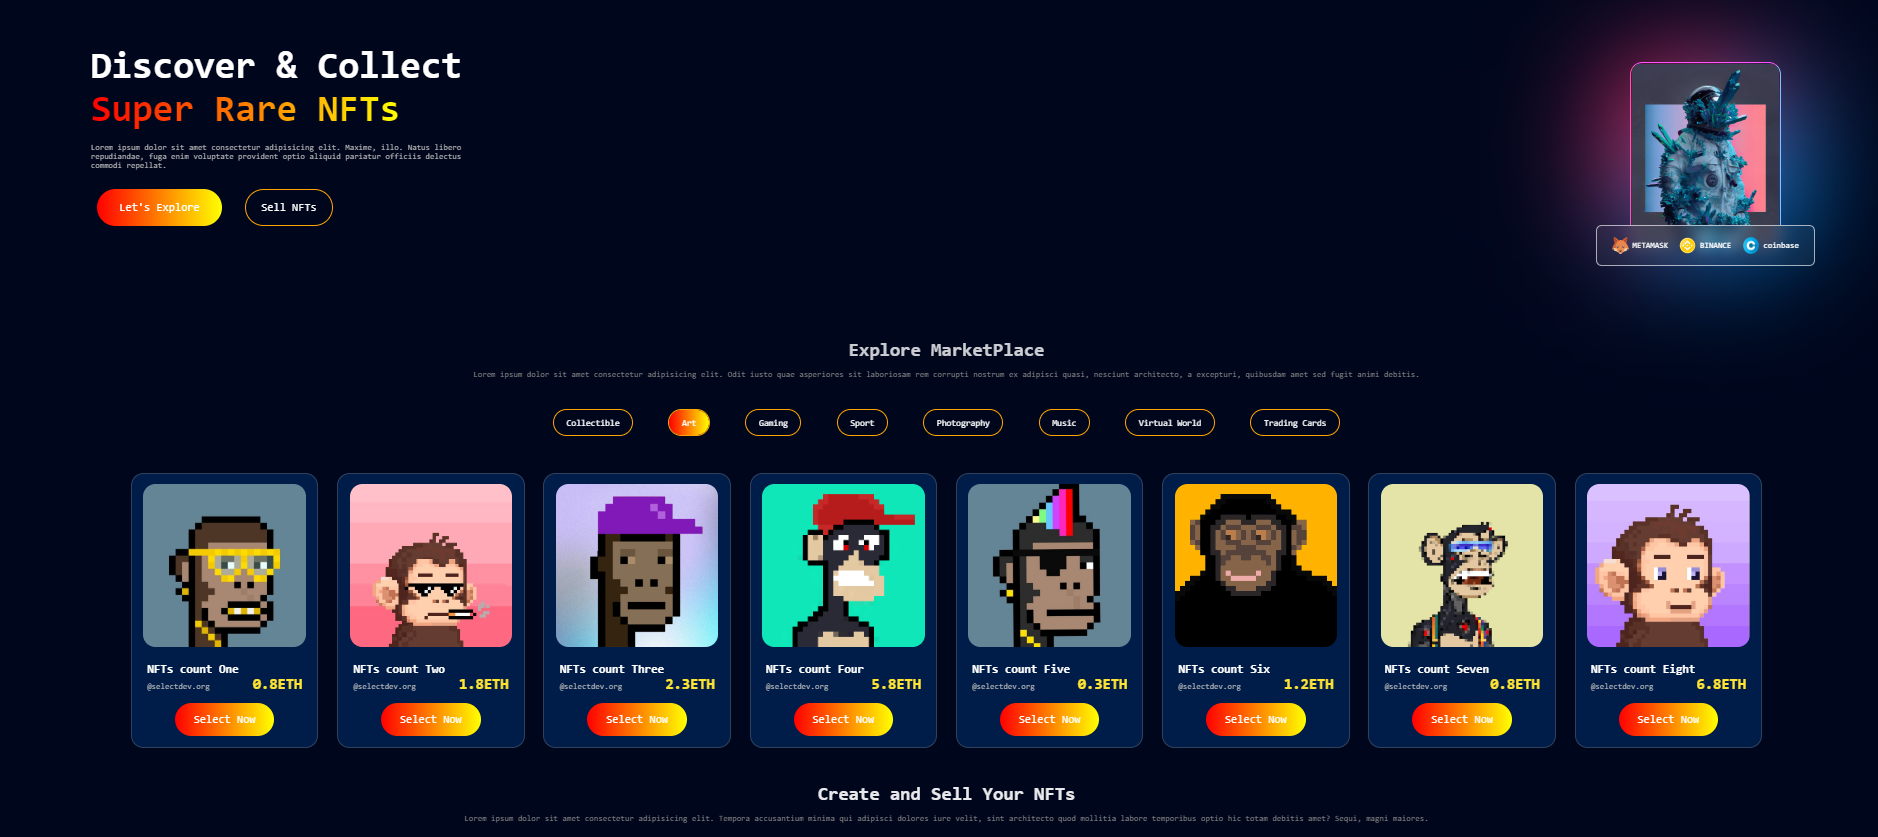 Discover & Collect
Super Rare NFTs
Lorem ipsum dolor sit amet consectetur adipisicing elit. Maxime, illo. Natus libero
repudiandae, fuga enim voluptate provident optio aliquid pariatur officiis delectus
commodi repellat.
Let's Explore
Sell NFTs
METAMASK
BINANCE
coinbase
Explore MarketPlace
Lorem ipsum dolor sit amet consectetur adipisicing elit. Odit iusto quae asperiores sit laboriosam rem corrupti nostrum ex adipisci quasi, nesciunt architecto, a excepturi, quibusdam amet sed fugit animi debitis.
Collectible
Art
Gaming
Sport
Photography
Music
Virtual World
Trading Cards
NFTs count One
@selectdev.org
0.8ETH
Select Now
NFTs count Two
@selectdev.org
1.8ETH
Select Now
NFTs count Three
@selectdev.org
2.3ETH
Select Now
NFTs count Four
@selectdev.org
5.8ETH
Select Now
NFTs count Five
@selectdev.org
0.3ETH
Select Now
NFTs count Six
@selectdev.org
1.2ETH
Select Now
NFTs count Seven
@selectdev.org
0.8ETH
Select Now
NFTs count Eight
@selectdev.org
6.8ETH
Select Now
Create and Sell Your NFTs
Lorem ipsum dolor sit amet consectetur adipisicing elit. Tempora accusantium minima qui adipisci dolores iure velit, sint architecto quod mollitia labore temporibus optio hic totam debitis amet? Sequi, magni maiores.